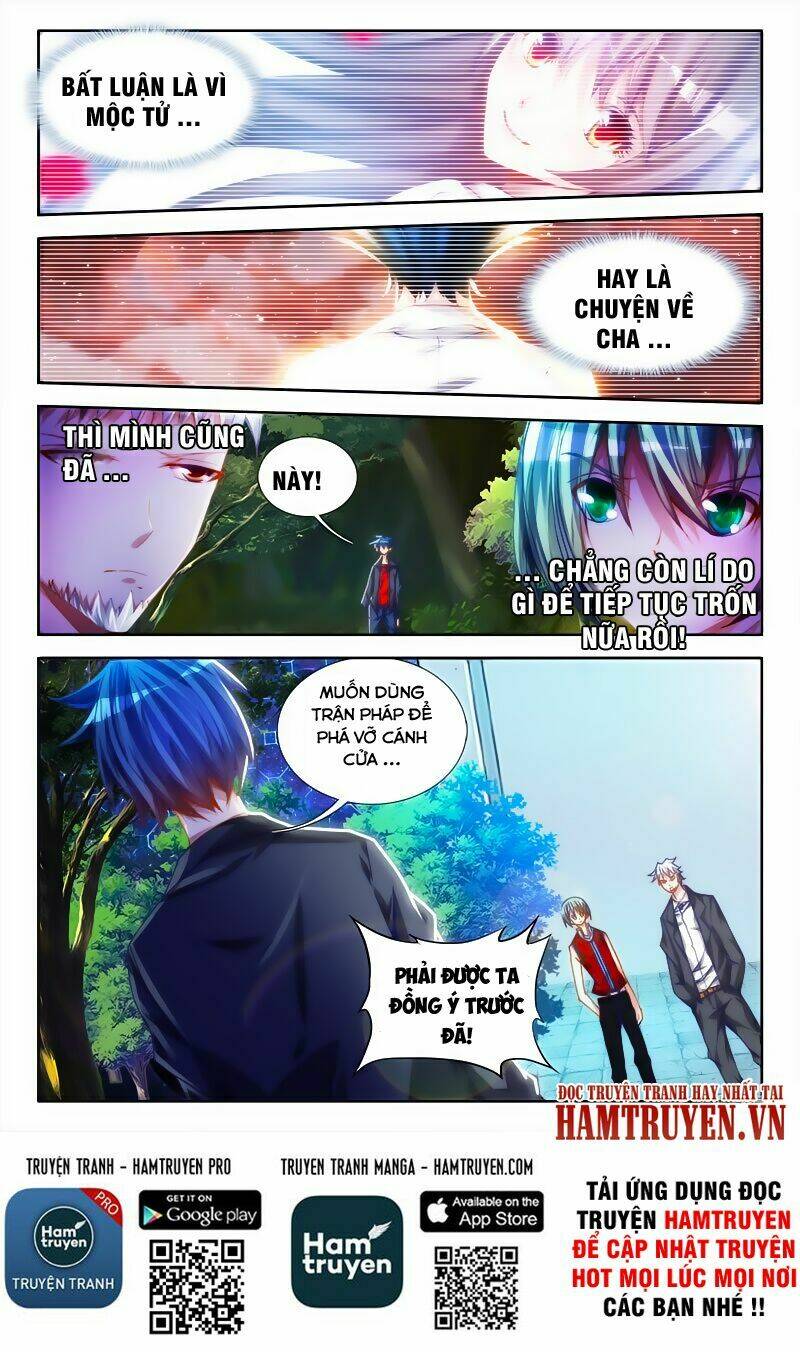 BẤT LUẬN LÀ VÌ
MỘC TỬ ...
HAY LÀ
CHUYỆN VỀ
CHA ...
THÌ MÌNH CŨNG
ĐÃ ...
NÀY!
... CHẲNG CÒN LÍ DO
GÌ ĐỂ TIẾP TỤC TRỐN
NỮA RỒI!
MUỐN DÙNG
TRẬN PHÁP ĐỂ
PHÁ VỠ CÁNH
CỬA ...
PHẢI ĐƯỢC TA
ĐỒNG Ý TRƯỚC
ĐÃ!
ĐỌC TRUYỆN TRANH HAY NHẤT TẠI
HAMTRUYEN.VN
TRUYỆN TRANH - HAMTRUYEN PRO
PRO
Ham
truyen
TRUYỆN TRANH
GET IT ON
Google play
TRUYEN TRANH MANGA - HAMTRUYEN.COM
Ham
truyen
Available on the
App Store
TẢI ỨNG DỤNG ĐỌC
TRUYỆN HAMTRUYEN
ĐỂ CẬP NHẬT TRUYỆN
HOT MỌI LÚC MỌI NƠI
CÁC BẠN NHÉ !!